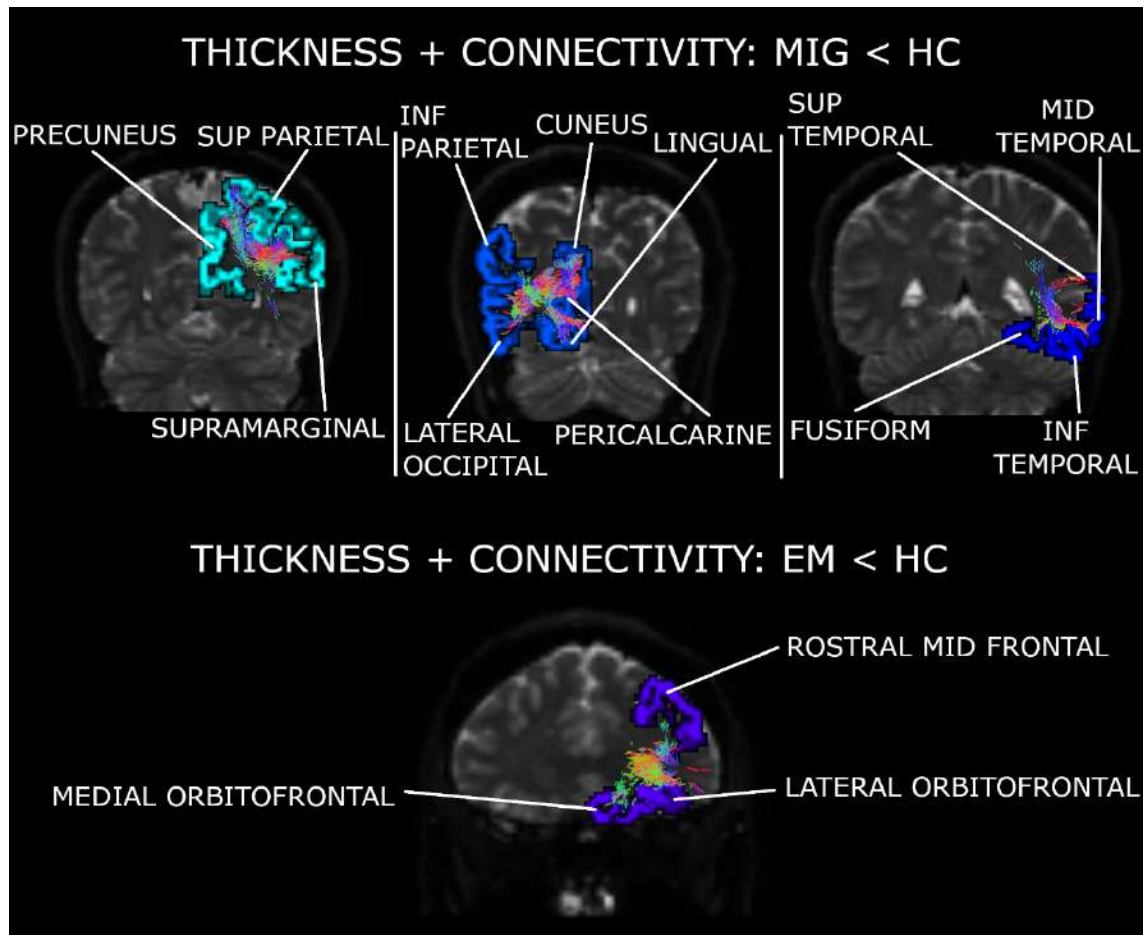 THICKNESS + CONNECTIVITY: MIG < HC
PRECUNEUS
SUP PARIETAL
SUPRAMARGINAL
INF
PARIETAL
CUNEUS
LINGUAL
LATERAL
OCCIPITAL
PERICALCARINE
SUP
TEMPORAL
MID
TEMPORAL
FUSIFORM
INF
TEMPORAL
THICKNESS + CONNECTIVITY: EM < HC
ROSTRAL MID FRONTAL
MEDIAL ORBITOFRONTAL
LATERAL ORBITOFRONTAL